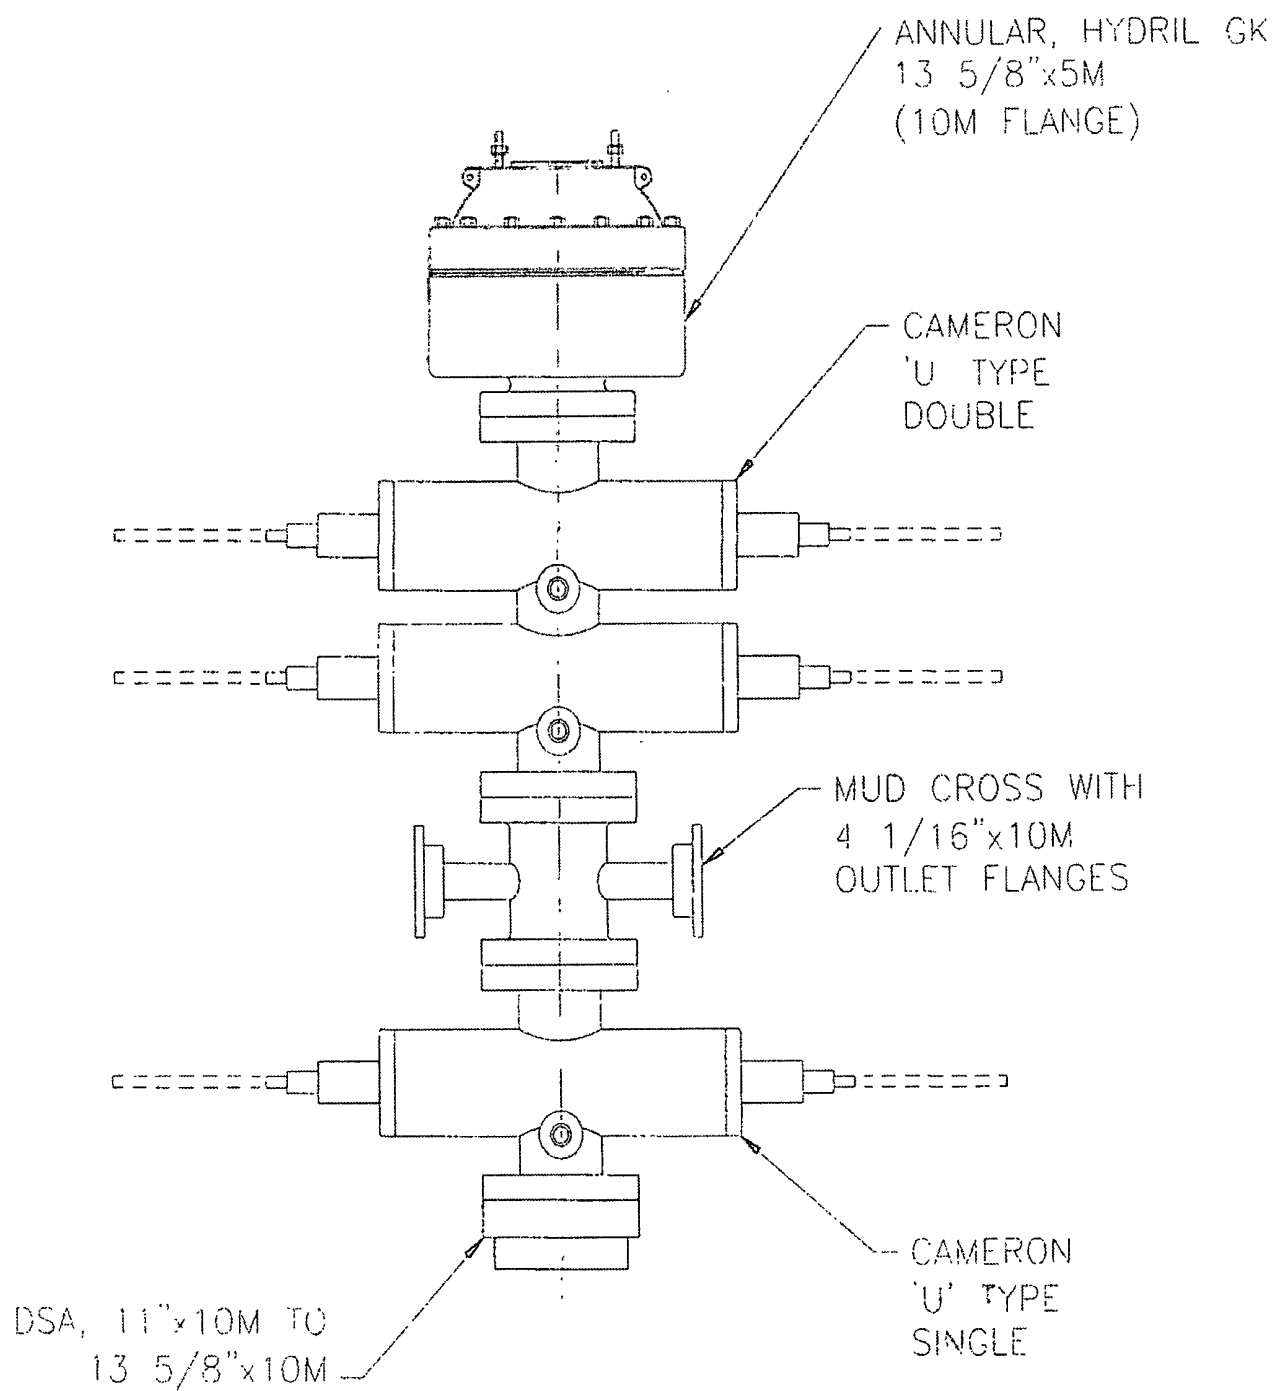 ANNULAR, HYDRIL GK
13 5/8"x5M
(10M FLANGE)
CAMERON
'U TYPE
DOUBLE
MUD CROSS WITH
4 1/16"x10M
OUTLET FLANGES
CAMERON
'U' TYPE
SINGLE
DSA, 11"x10M TO
13 5/8"x10M